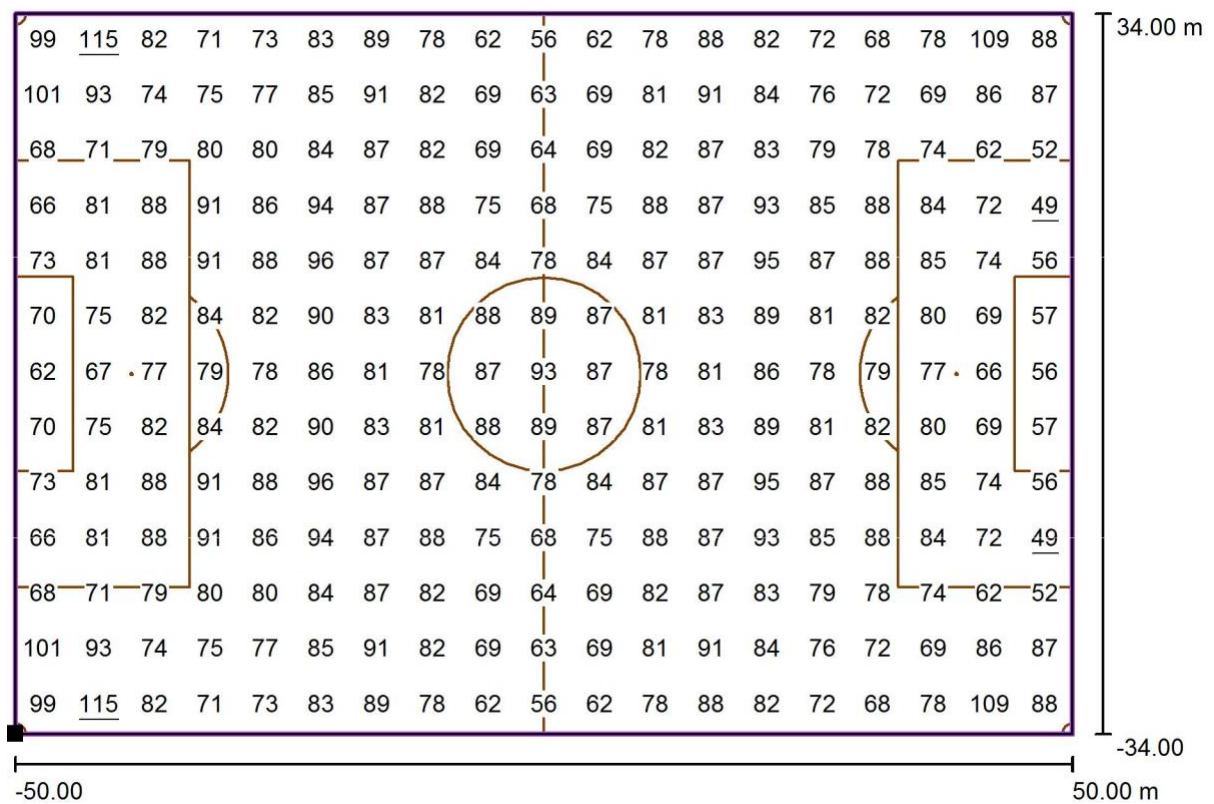 99 115 82 71 73 83 89 78 62 56 62 78 88 82 72 68 78 109 88 34.00 m
101 93 74 75 77 85 91 82 69 63 69 81 91 84 76 72 69 86 87
68 71 79 80 80 84 87 82 69 64 69 82 87 83 79 78 74 62 52
66 81 88 91 86 94 87 88 75 68 75 88 87 93 85 88 84 72 49
73 81 88 91 88 96 87 87 84 78 84 87 87 95 87 88 85 74 56
70 75 82 84 82 90 83 81 88 89 87 81 83 89 81 82 80 69 57
62 67 77 79 78 86 81 78 87 93 87 78 81 86 78 79 77 66 56
70 75 82 84 82 90 83 81 88 89 87 81 83 89 81 82 80 69 57
73 81 88 91 88 96 87 87 84 78 84 87 87 95 87 88 85 74 56
66 81 88 91 86 94 87 88 75 68 75 88 87 93 85 88 84 72 49
68 71 79 80 80 84 87 82 69 64 69 82 87 83 79 78 74 62 52
101 93 74 75 77 85 91 82 69 63 69 81 91 84 76 72 69 86 87
99 115 82 71 73 83 89 78 62 56 62 78 88 82 72 68 78 109 88
-34.00
-50.00 50.00 m